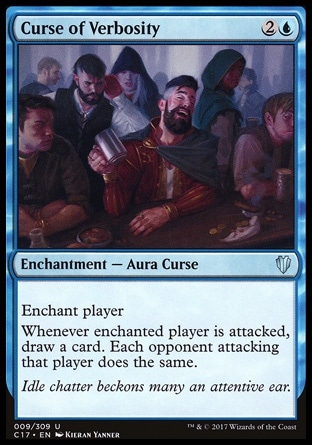 Curse of Verbosity 2
Enchantment — Aura Curse
Enchant player
Whenever enchanted player is attacked,
draw a card. Each opponent attacking
that player does the same.
Idle chatter beckons many an attentive ear.
009/309 U
C17 • EN Kieran Yanner
™ & © 2017 Wizards of the Coast